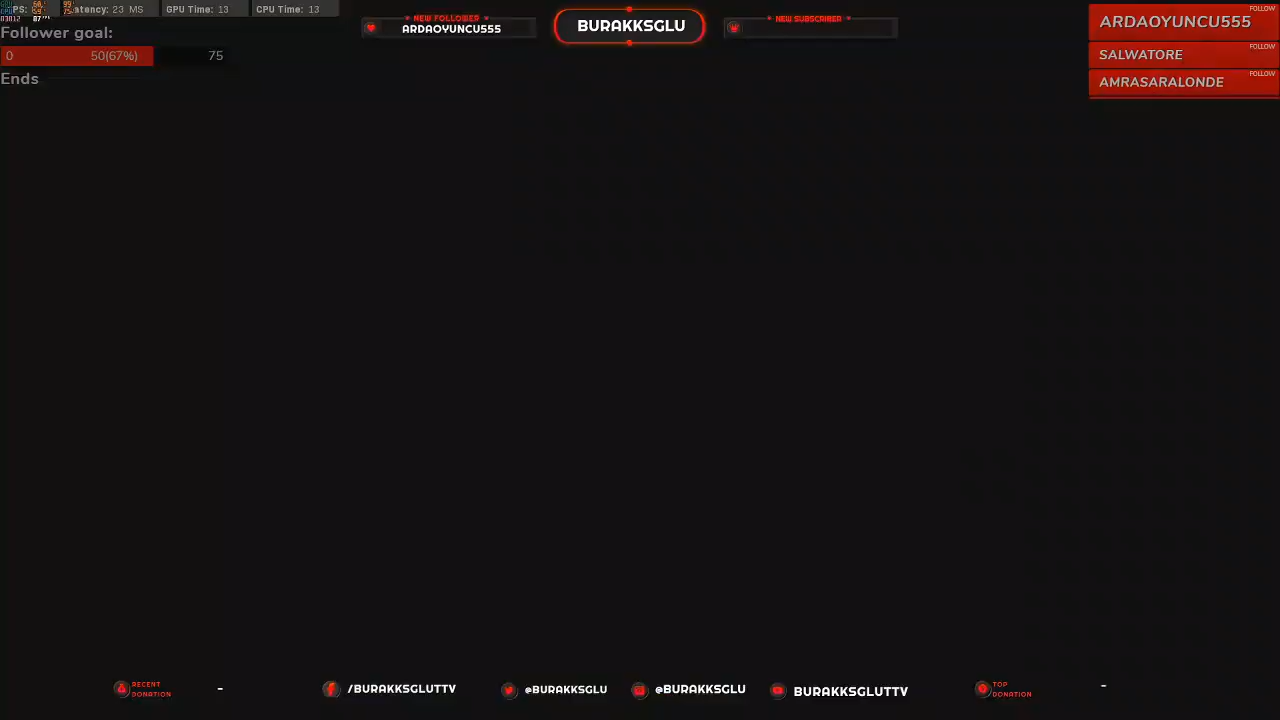 Latency: 23 MS GPU Time: 13 CPU Time: 13
Follower goal:
0 50(67%) 75
Ends
NEW FOLLOWER
ARDAOYUNCU555
BURAKKSGLU
NEW SUBSCRIBER
FOLLOW
ARDAOYUNCU555
FOLLOW
SALWATORE
FOLLOW
AMRASARALONDE
RECENT
DONATION
-
/BURAKKSGLUTTV
@BURAKKSGLU
@BURAKKSGLU
BURAKKSGLUTTV
TOP
DONATION
-